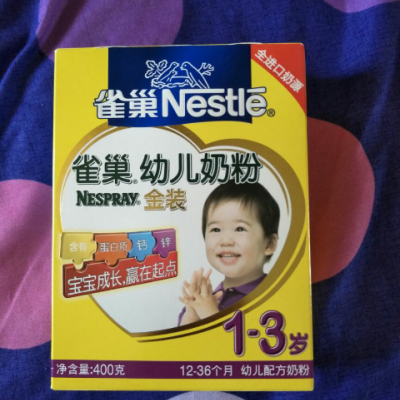 全进口奶源
雀巢 Nestlé®
雀巢® 幼儿奶粉
NESPRAY® 金装
蛋白质 钙 锌
宝宝成长,赢在起点
1-3岁
净含量:400克 12-36个月 幼儿配方奶粉